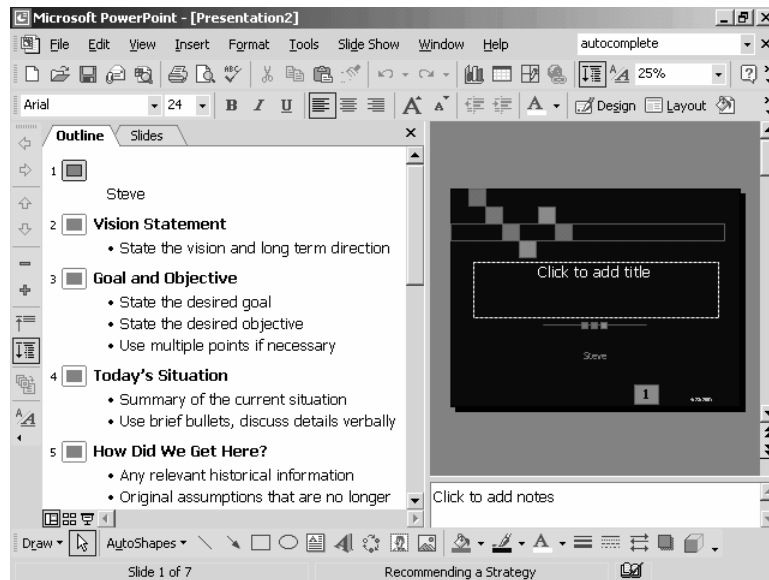 Microsoft PowerPoint - [Presentation2]
File Edit View Insert Format Tools Slide Show Window Help autocomplete
ABC A A 25%
Arial 24 B I U A A A Design Layout
Outline Slides
1
Steve
2 Vision Statement
• State the vision and long term direction
3 Goal and Objective
• State the desired goal
• State the desired objective
• Use multiple points if necessary
4 Today's Situation
• Summary of the current situation
• Use brief bullets, discuss details verbally
5 How Did We Get Here?
• Any relevant historical information
• Original assumptions that are no longer
Click to add title
Steve
1
Click to add notes
Draw AutoShapes A
Slide 1 of 7 Recommending a Strategy